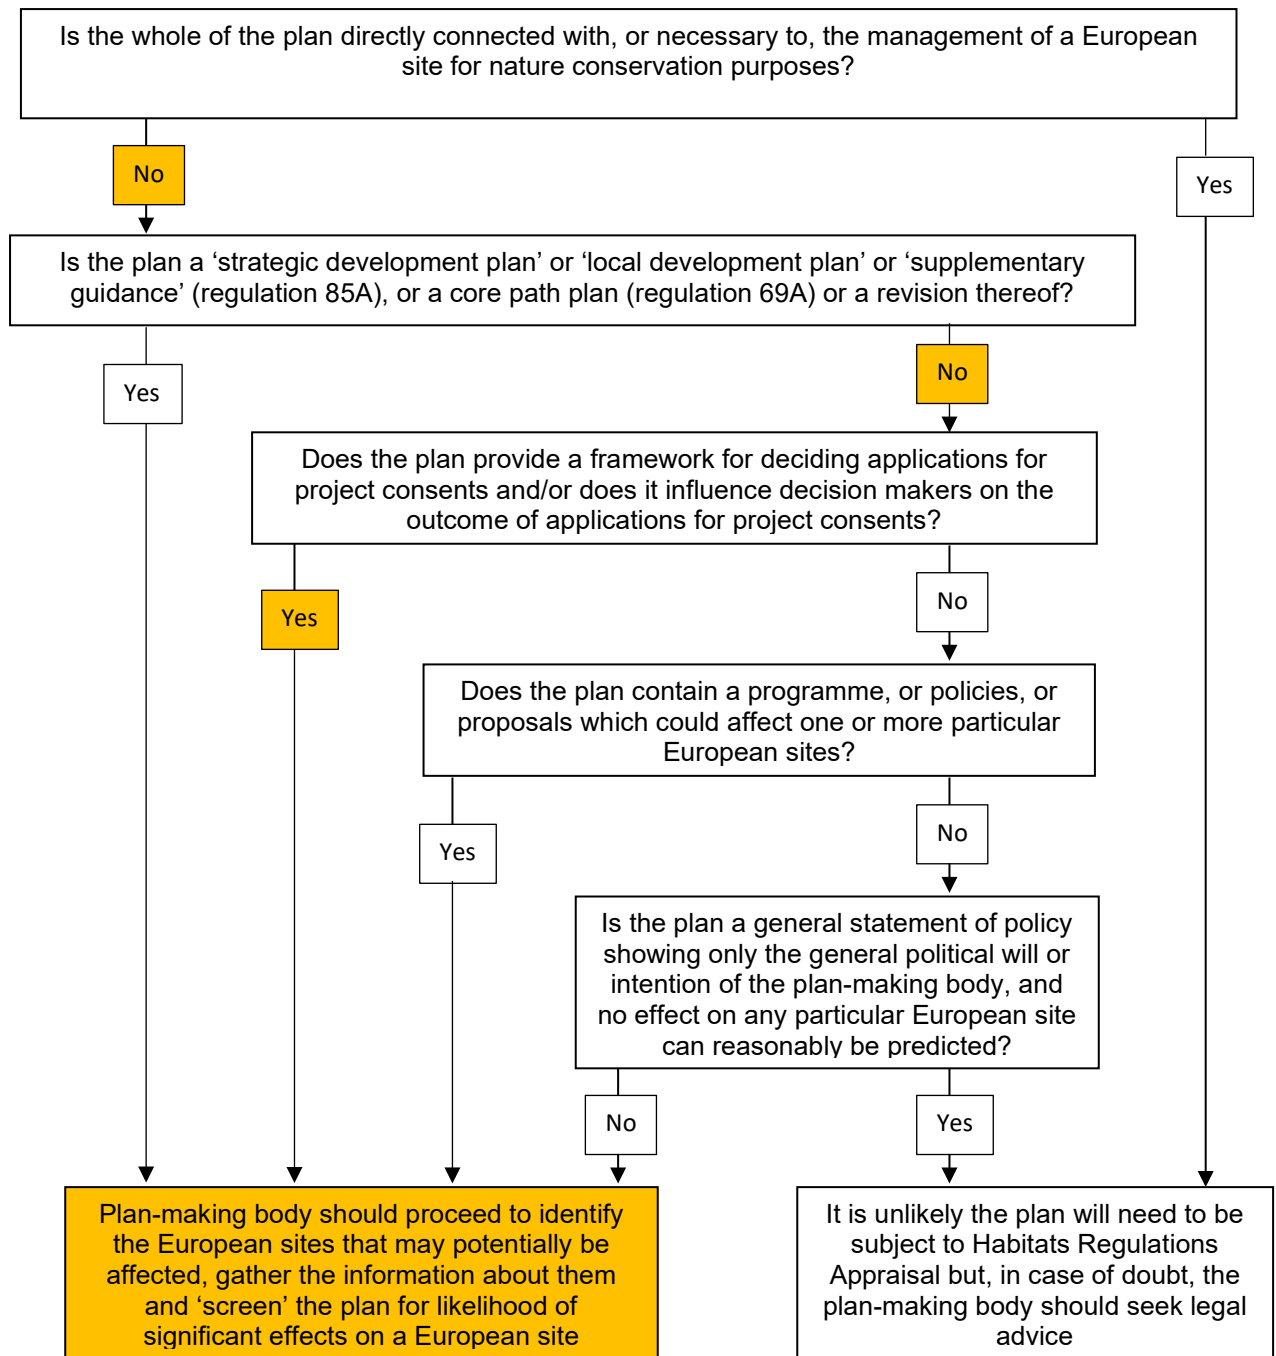 Is the whole of the plan directly connected with, or necessary to, the management of a European
site for nature conservation purposes?
No
Yes
Is the plan a ‘strategic development plan’ or ‘local development plan’ or ‘supplementary
guidance’ (regulation 85A), or a core path plan (regulation 69A) or a revision thereof?
Yes
No
Does the plan provide a framework for deciding applications for
project consents and/or does it influence decision makers on the
outcome of applications for project consents?
Yes
No
Does the plan contain a programme, or policies, or
proposals which could affect one or more particular
European sites?
Yes
No
Is the plan a general statement of policy
showing only the general political will or
intention of the plan-making body, and
no effect on any particular European site
can reasonably be predicted?
No
Yes
Plan-making body should proceed to identify
the European sites that may potentially be
affected, gather the information about them
and ‘screen’ the plan for likelihood of
significant effects on a European site
It is unlikely the plan will need to be
subject to Habitats Regulations
Appraisal but, in case of doubt, the
plan-making body should seek legal
advice